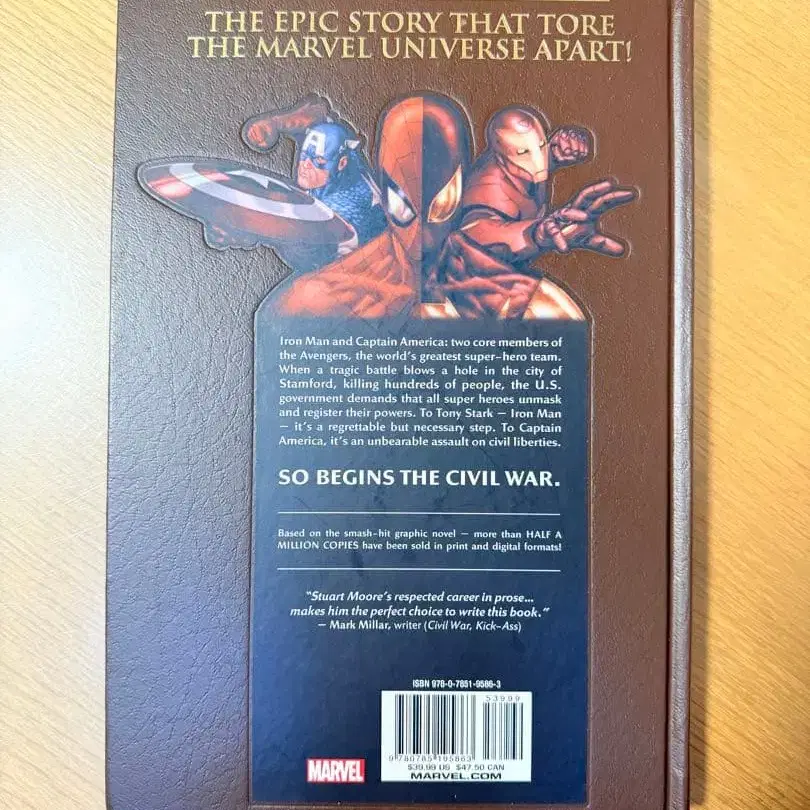 THE EPIC STORY THAT TORE
THE MARVEL UNIVERSE APART!
A
Iron Man and Captain America: two core members of
the Avengers, the world's greatest super-hero team.
When a tragic battle blows a hole in the city of
Stamford, killing hundreds of people, the U.S.
government demands that all super heroes unmask
and register their powers. To Tony Stark — Iron Man
— it's a regrettable but necessary step. To Captain
America, it's an unbearable assault on civil liberties.
SO BEGINS THE CIVIL WAR.
Based on the smash-hit graphic novel — more than HALF A
MILLION COPIES have been sold in print and digital formats!
"Stuart Moore's respected career in prose...
makes him the perfect choice to write this book."
— Mark Millar, writer (Civil War, Kick-Ass)
ISBN 978-0-7851-9586-3
53999
9 780785 195863
$39.99 US $47.50 CAN
MARVEL.COM
MARVEL